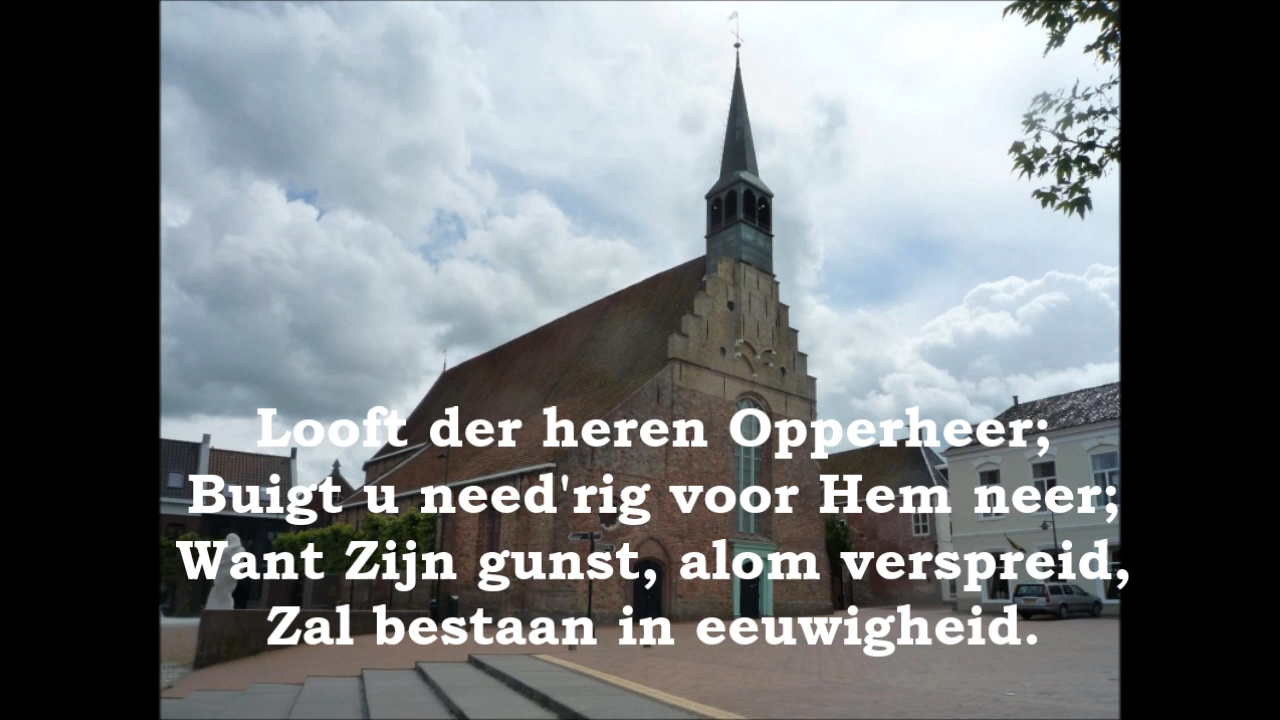 Looft der heren Opperheer;
Buigt u need'rig voor Hem neer;
Want Zijn gunst, alom verspreid,
Zal bestaan in eeuwigheid.